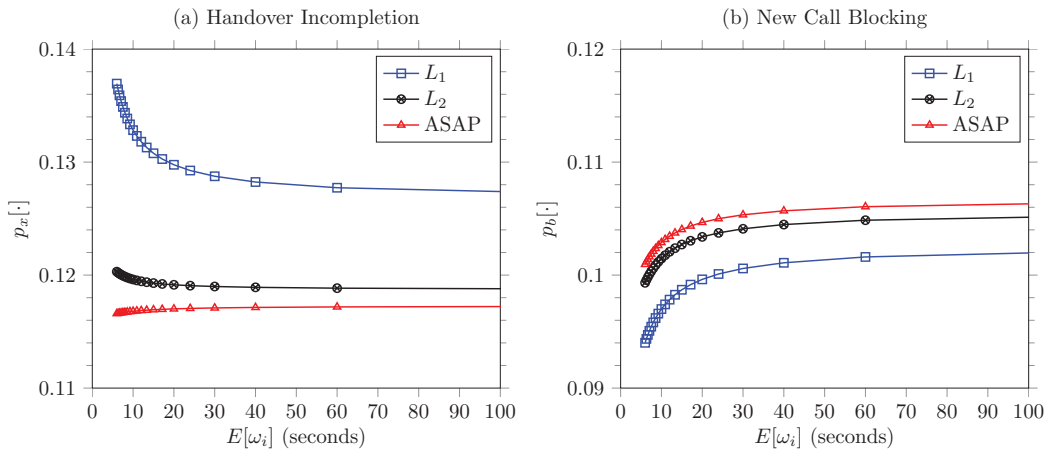 (a) Handover Incompletion
(b) New Call Blocking
0.14
0.13
0.12
0.11
p_x[·]
L_1
L_2
ASAP
0 10 20 30 40 50 60 70 80 90 100
E[ω_i] (seconds)
0.12
0.11
0.1
0.09
p_b[·]
L_1
L_2
ASAP
0 10 20 30 40 50 60 70 80 90 100
E[ω_i] (seconds)